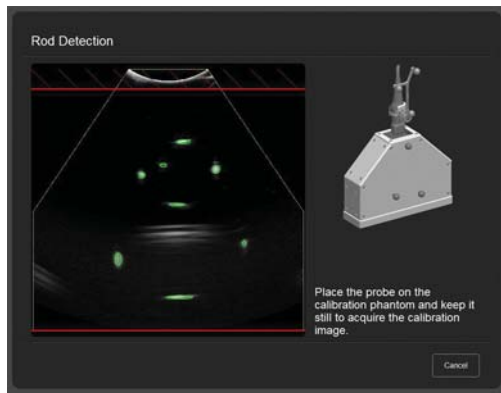 Rod Detection
Place the probe on the
calibration phantom and keep it
still to acquire the calibration
image.
Cancel